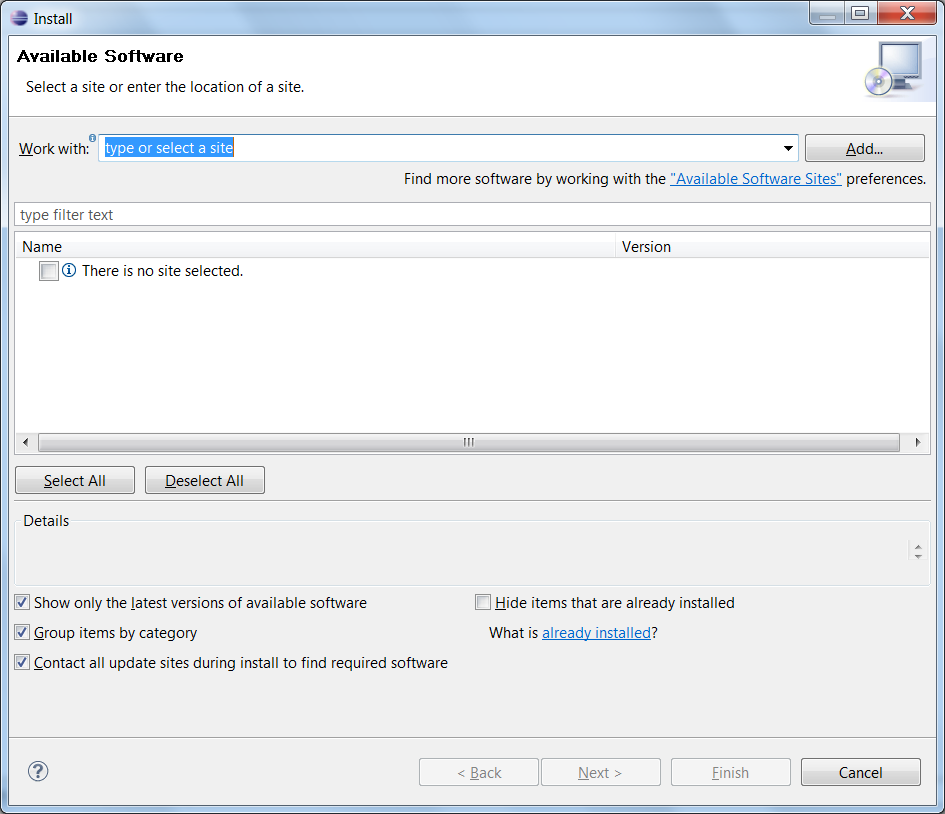 Install
Available Software
Select a site or enter the location of a site.
Work with: type or select a site Add...
Find more software by working with the "Available Software Sites" preferences.
type filter text
Name Version
There is no site selected.
Select All Deselect All
Details
Show only the latest versions of available software Hide items that are already installed
Group items by category What is already installed?
Contact all update sites during install to find required software
? < Back Next > Finish Cancel